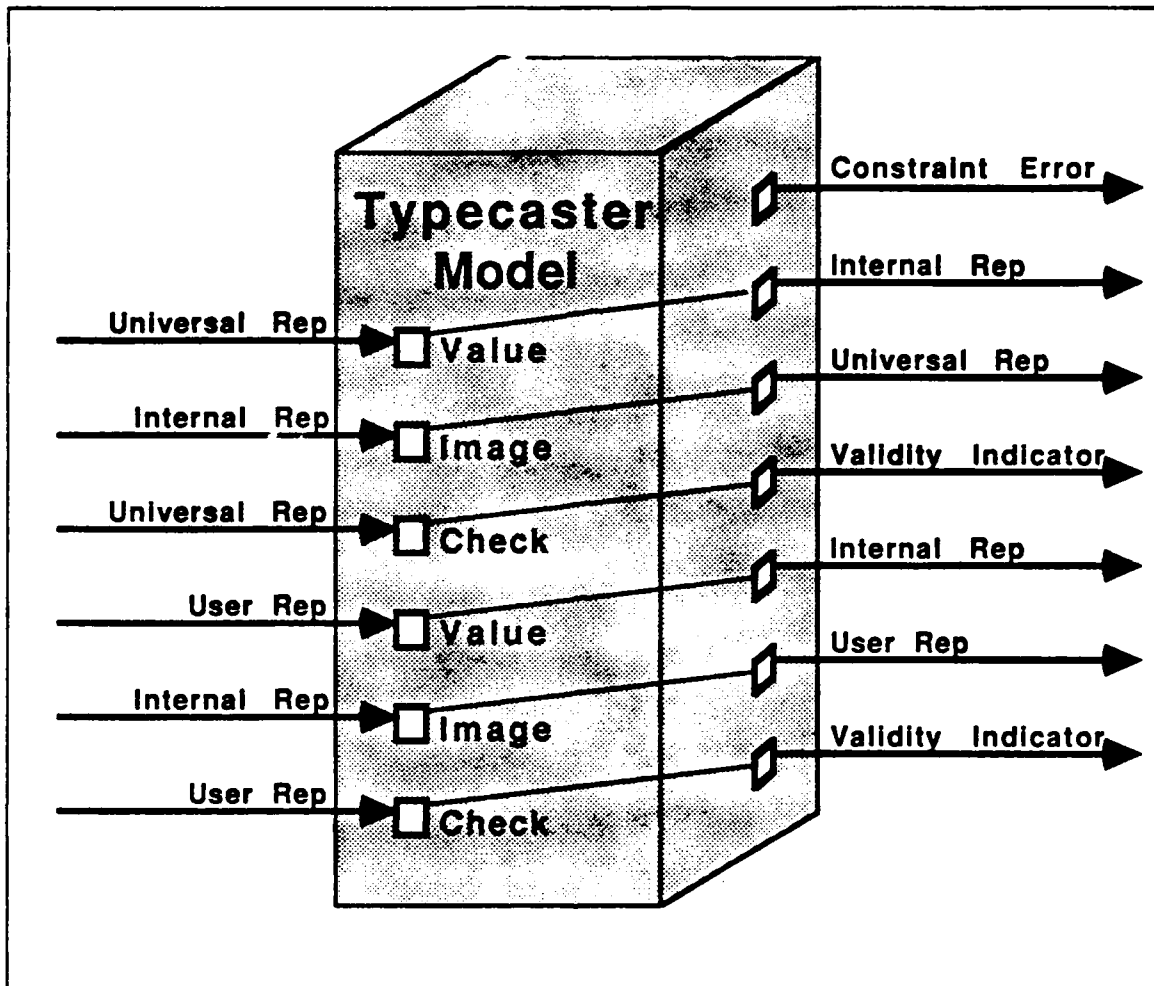 Typecaster
Model
Universal Rep
Value
Internal Rep
Image
Universal Rep
Check
User Rep
Value
Internal Rep
Image
User Rep
Check
Constraint Error
Internal Rep
Universal Rep
Validity Indicator
Internal Rep
User Rep
Validity Indicator